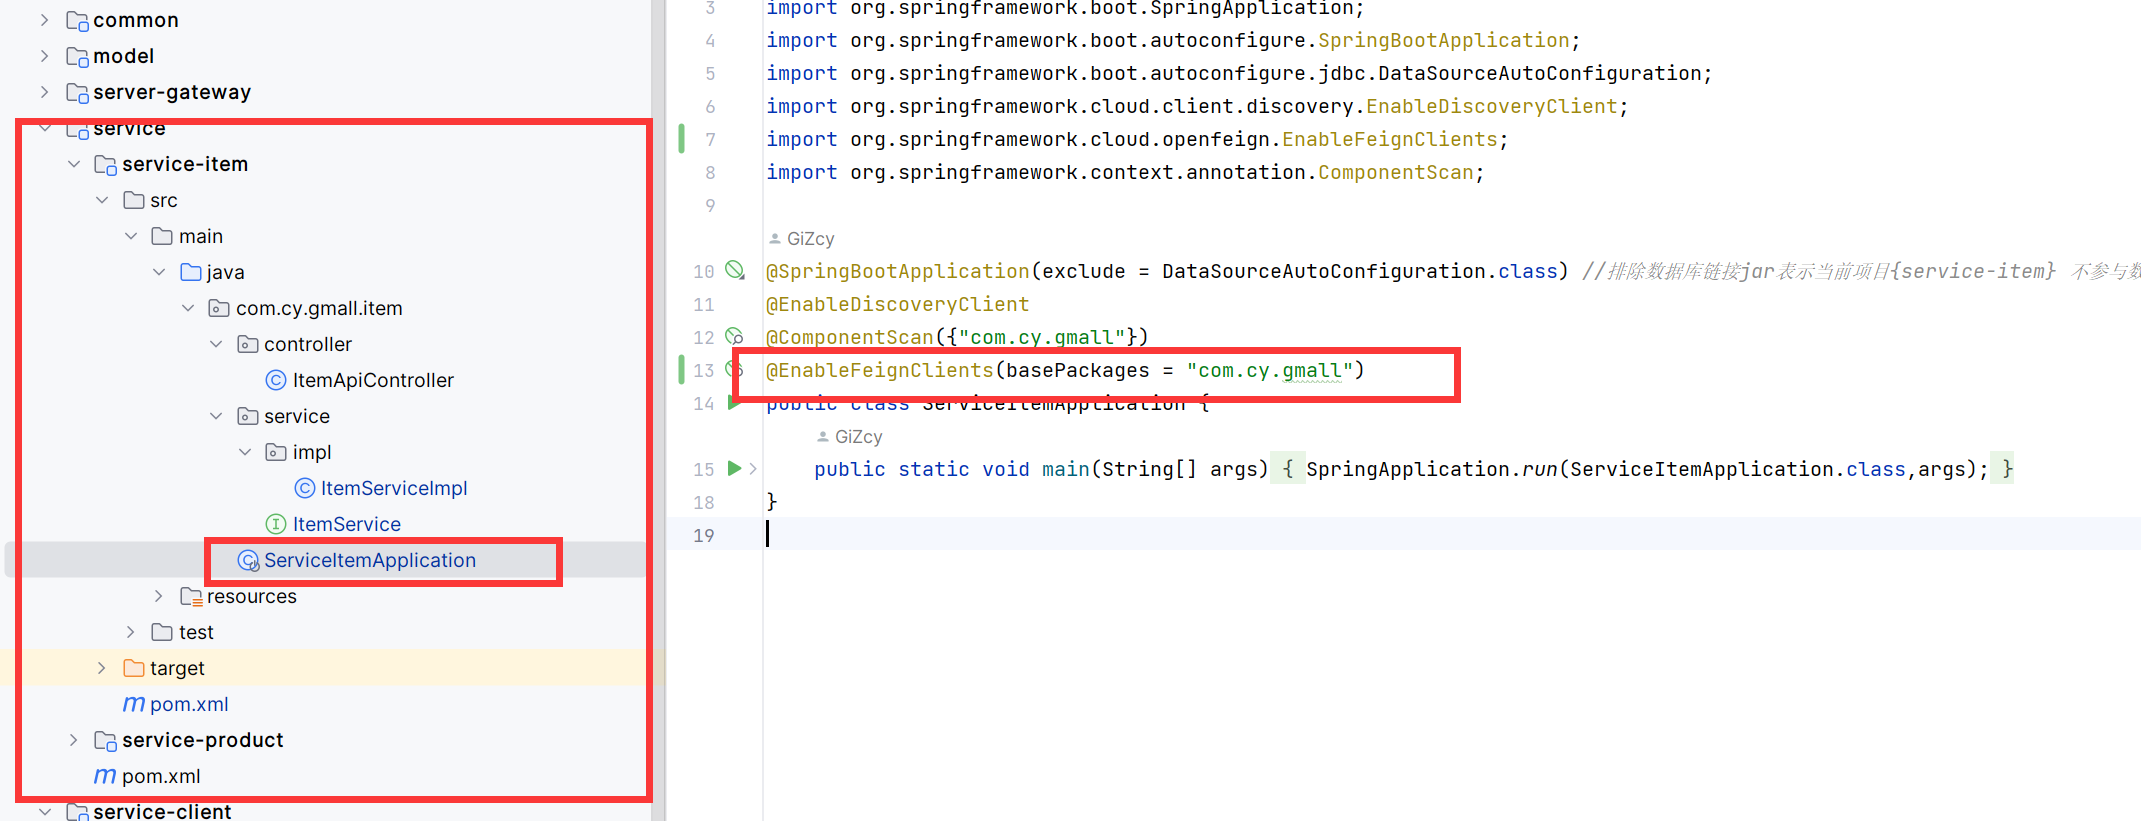 common
model
server-gateway
service
service-item
src
main
java
com.cy.gmall.item
controller
ItemApiController
service
impl
ItemServiceImpl
ItemService
ServiceItemApplication
resources
test
target
pom.xml
service-product
pom.xml
service-client
3 import org.springframework.boot.SpringApplication;
4 import org.springframework.boot.autoconfigure.SpringBootApplication;
5 import org.springframework.boot.autoconfigure.jdbc.DataSourceAutoConfiguration;
6 import org.springframework.cloud.client.discovery.EnableDiscoveryClient;
7 import org.springframework.cloud.openfeign.EnableFeignClients;
8 import org.springframework.context.annotation.ComponentScan;
9
GiZcy
10 @SpringBootApplication(exclude = DataSourceAutoConfiguration.class) //排除数据库链接jar表示当前项目{service-item} 不参与数
11 @EnableDiscoveryClient
12 @ComponentScan({"com.cy.gmall"})
13 @EnableFeignClients(basePackages = "com.cy.gmall")
14 public class ServiceItemApplication {
GiZcy
15 public static void main(String[] args) { SpringApplication.run(ServiceItemApplication.class,args); }
18 }
19